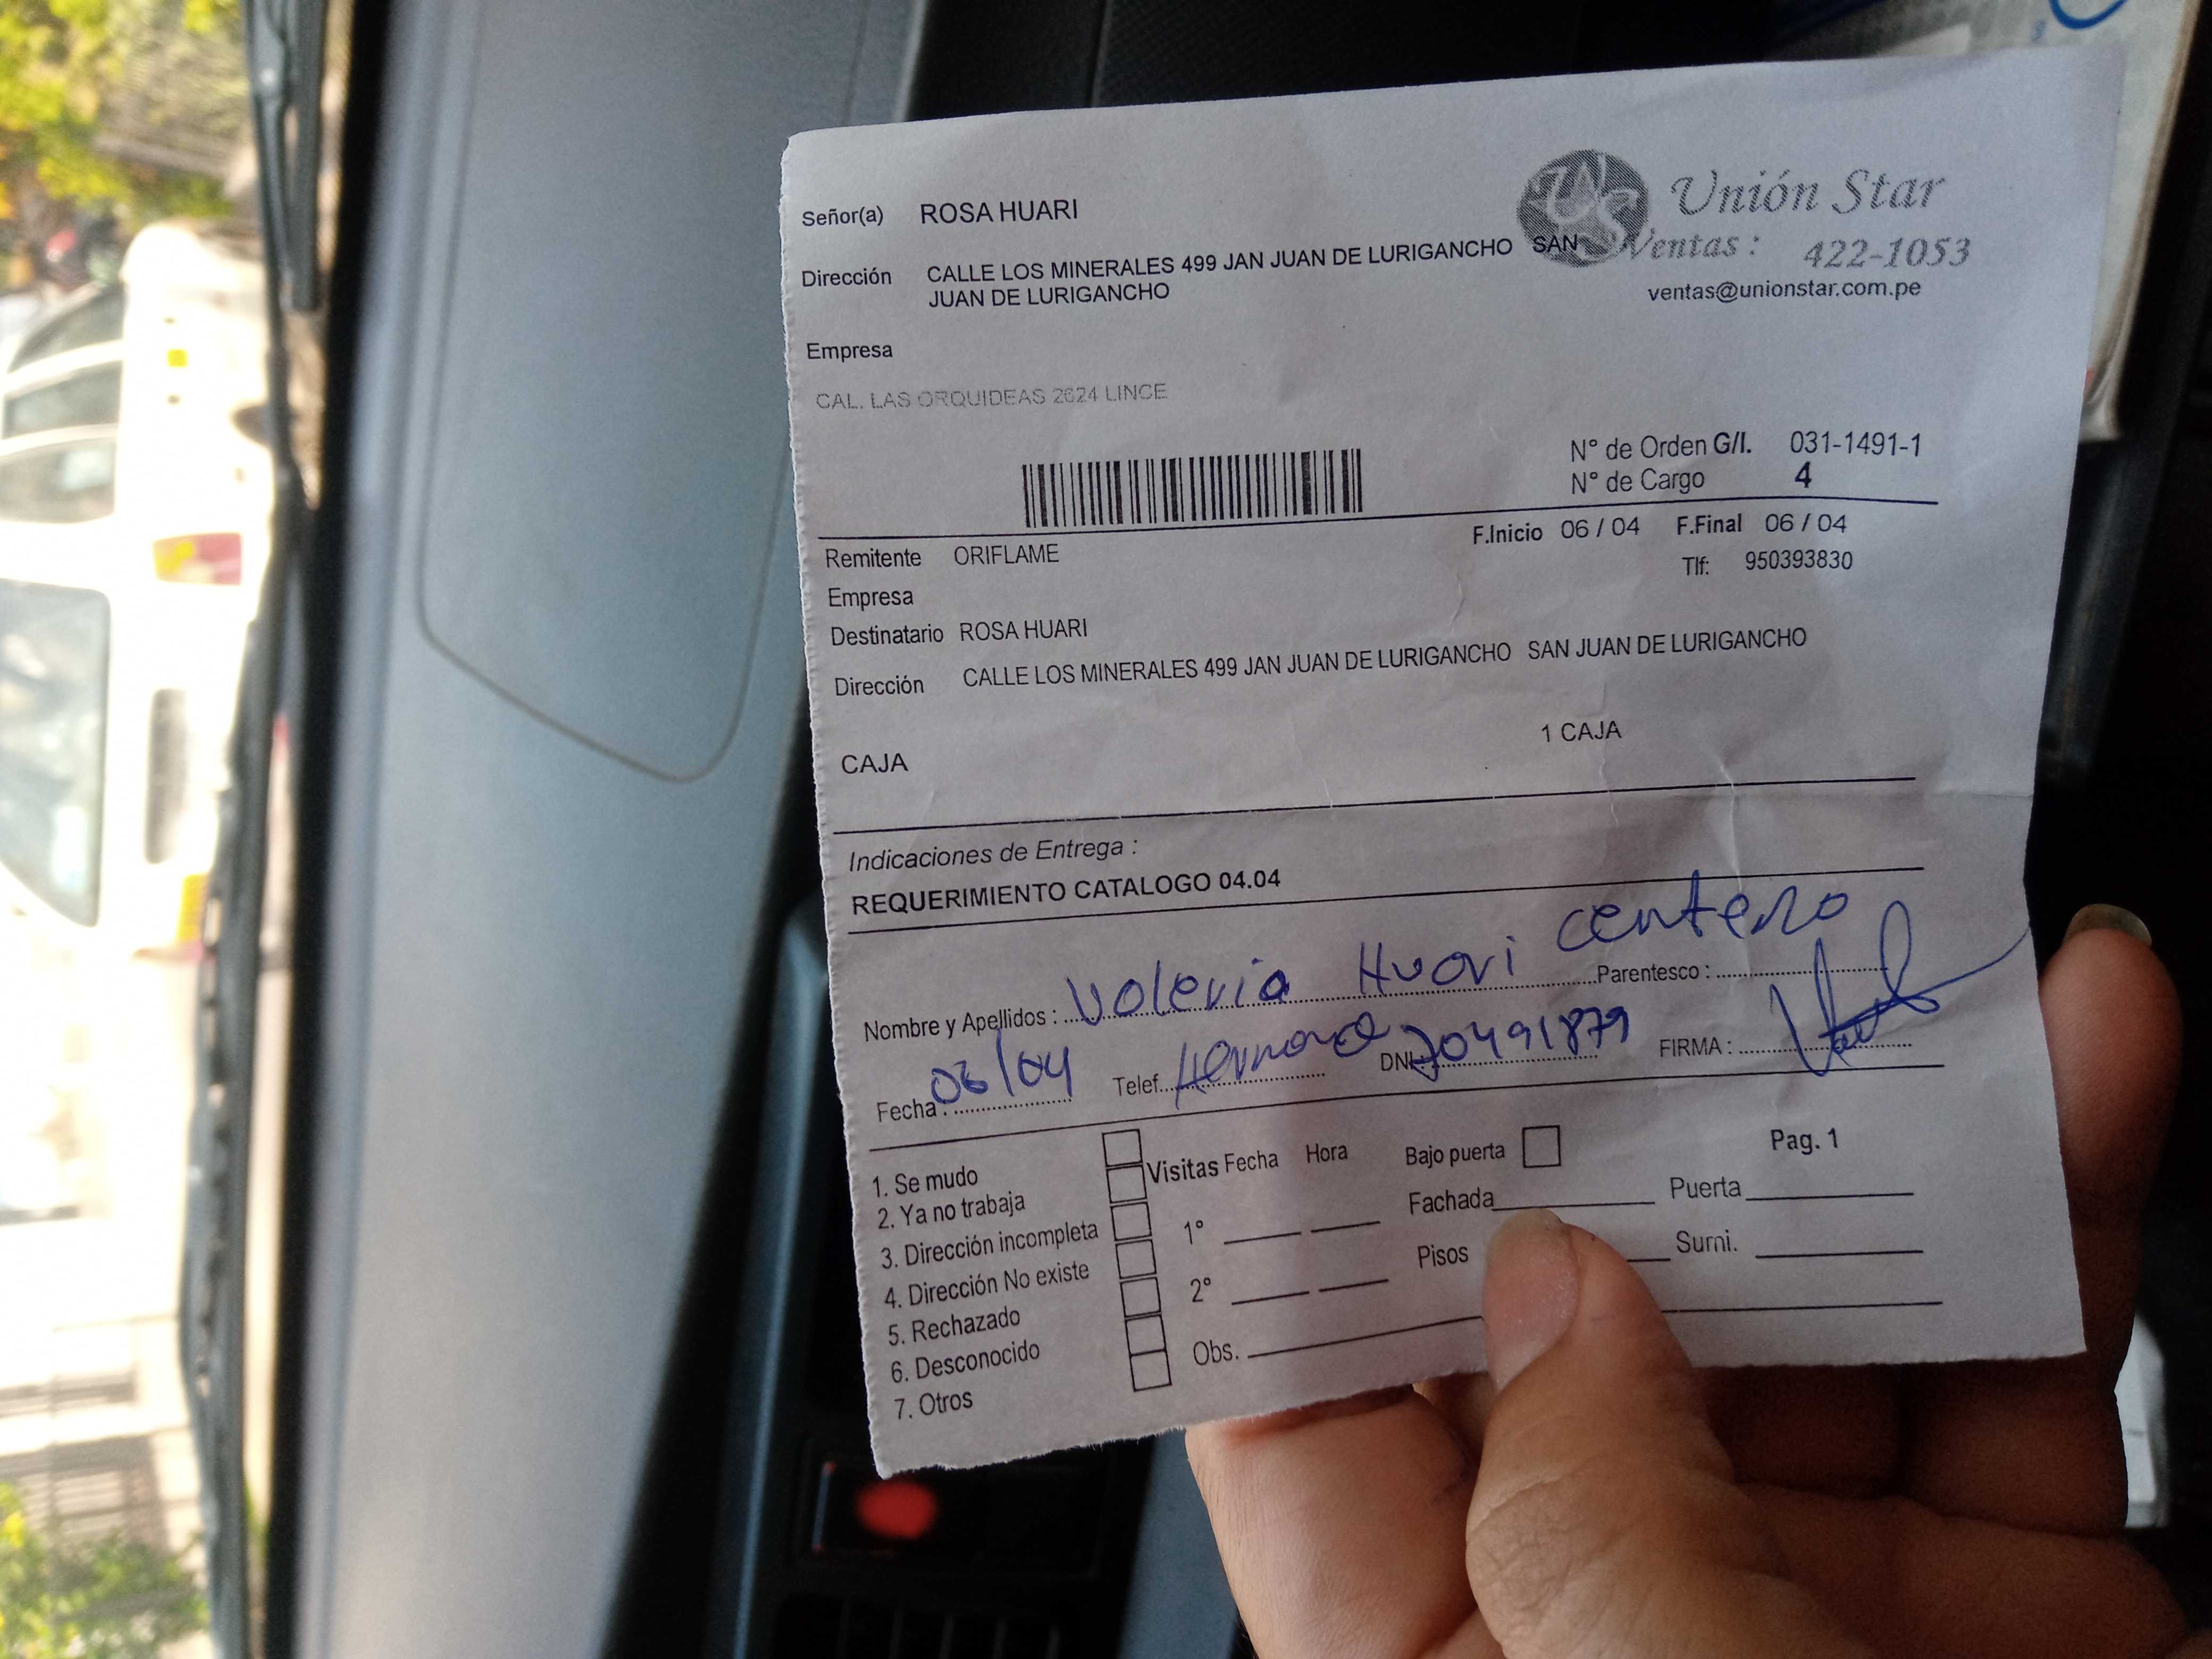 Unión Star
Señor(a) ROSA HUARI
Ventas : 422-1053
Dirección CALLE LOS MINERALES 499 JAN JUAN DE LURIGANCHO SAN
JUAN DE LURIGANCHO
ventas@unionstar.com.pe
Empresa
CAL. LAS ORQUIDEAS 2624 LINCE
N° de Orden G/I. 031-1491-1
N° de Cargo 4
F.Inicio 06 / 04 F.Final 06 / 04
Remitente ORIFLAME
Tlf: 950393830
Empresa
Destinatario ROSA HUARI
Dirección CALLE LOS MINERALES 499 JAN JUAN DE LURIGANCHO SAN JUAN DE LURIGANCHO
CAJA 1 CAJA
Indicaciones de Entrega :
REQUERIMIENTO CATALOGO 04.04
Nombre y Apellidos : Valeria Huari centeno Parentesco :
Fecha : 06/04 Telef. Hermana DNI 70491879 FIRMA :
Pag. 1
1. Se mudo Visitas Fecha Hora Bajo puerta
2. Ya no trabaja Fachada Puerta
3. Dirección incompleta 1°
4. Dirección No existe Pisos Sumi.
5. Rechazado 2°
6. Desconocido Obs.
7. Otros